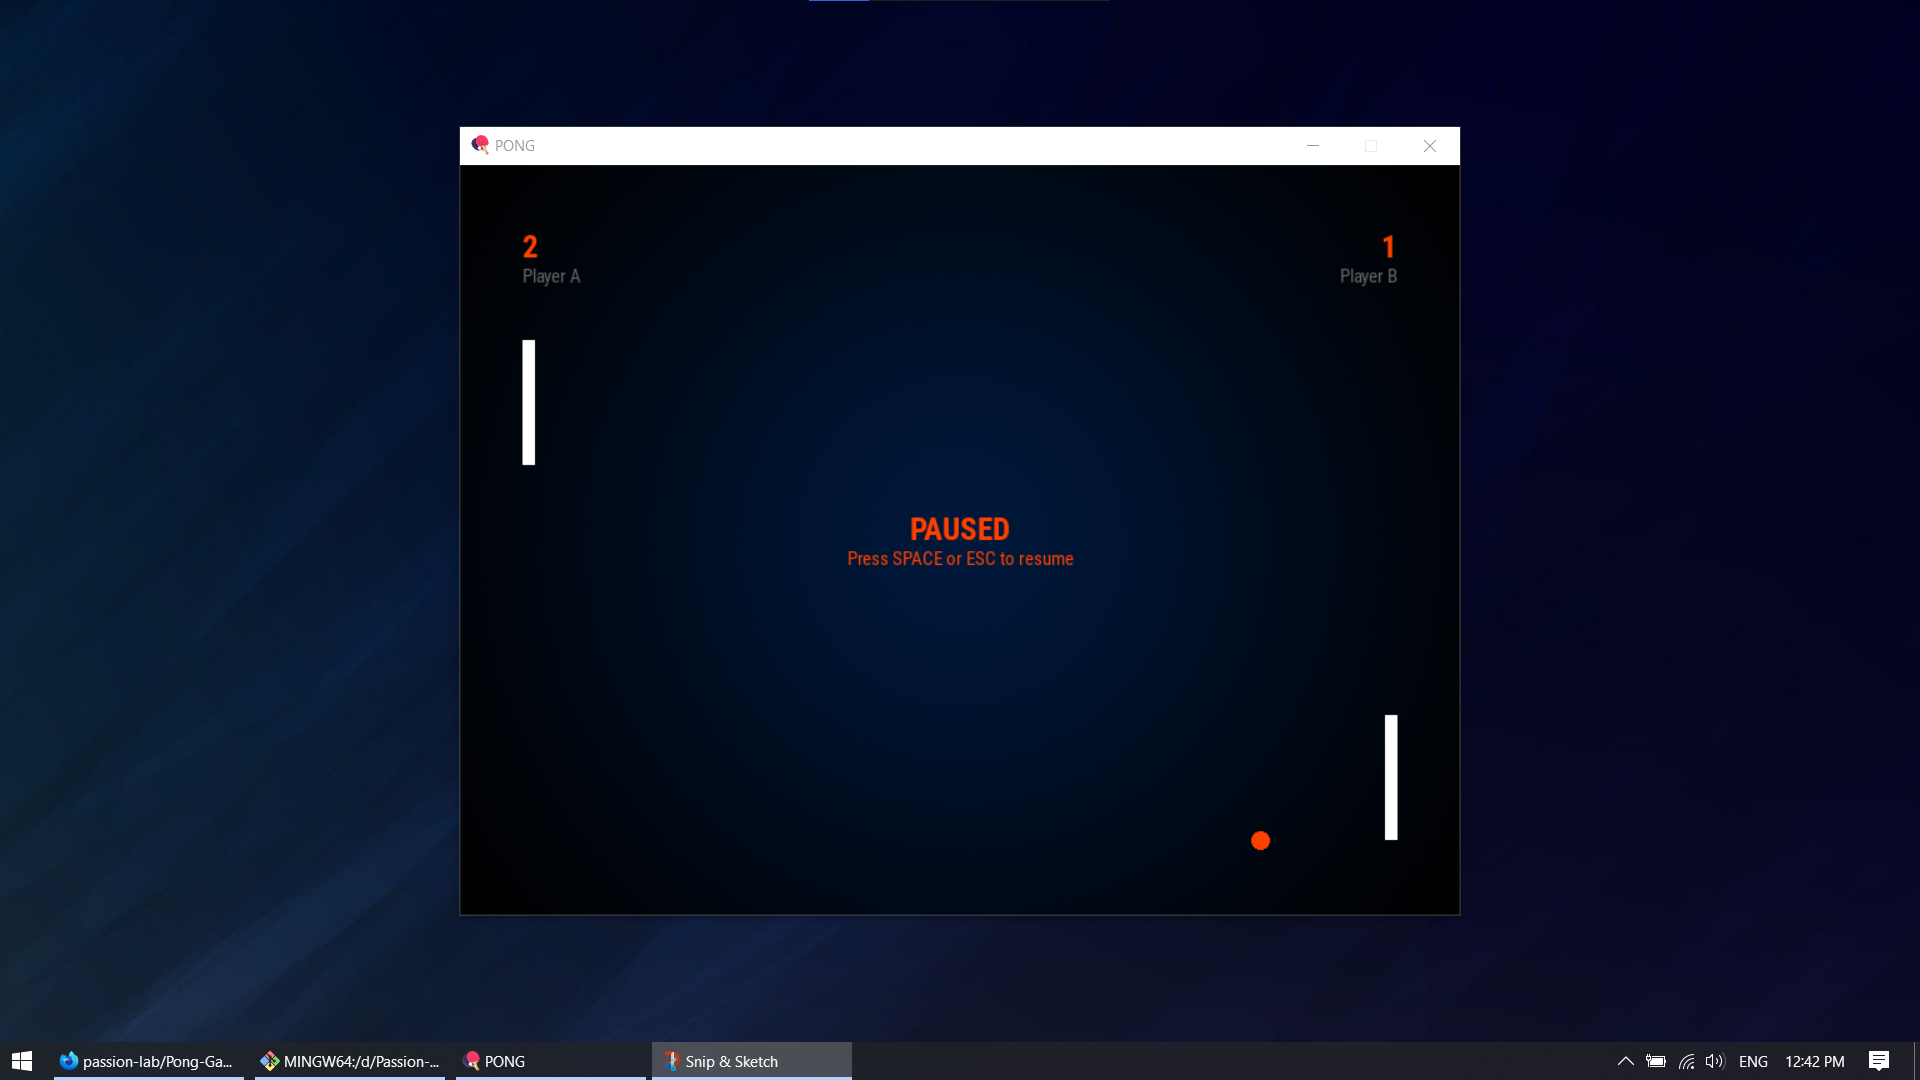 PONG
2
Player A
1
Player B
PAUSED
Press SPACE or ESC to resume
passion-lab/Pong-Ga...
MINGW64:/d/Passion-...
PONG
Snip & Sketch
ENG
12:42 PM